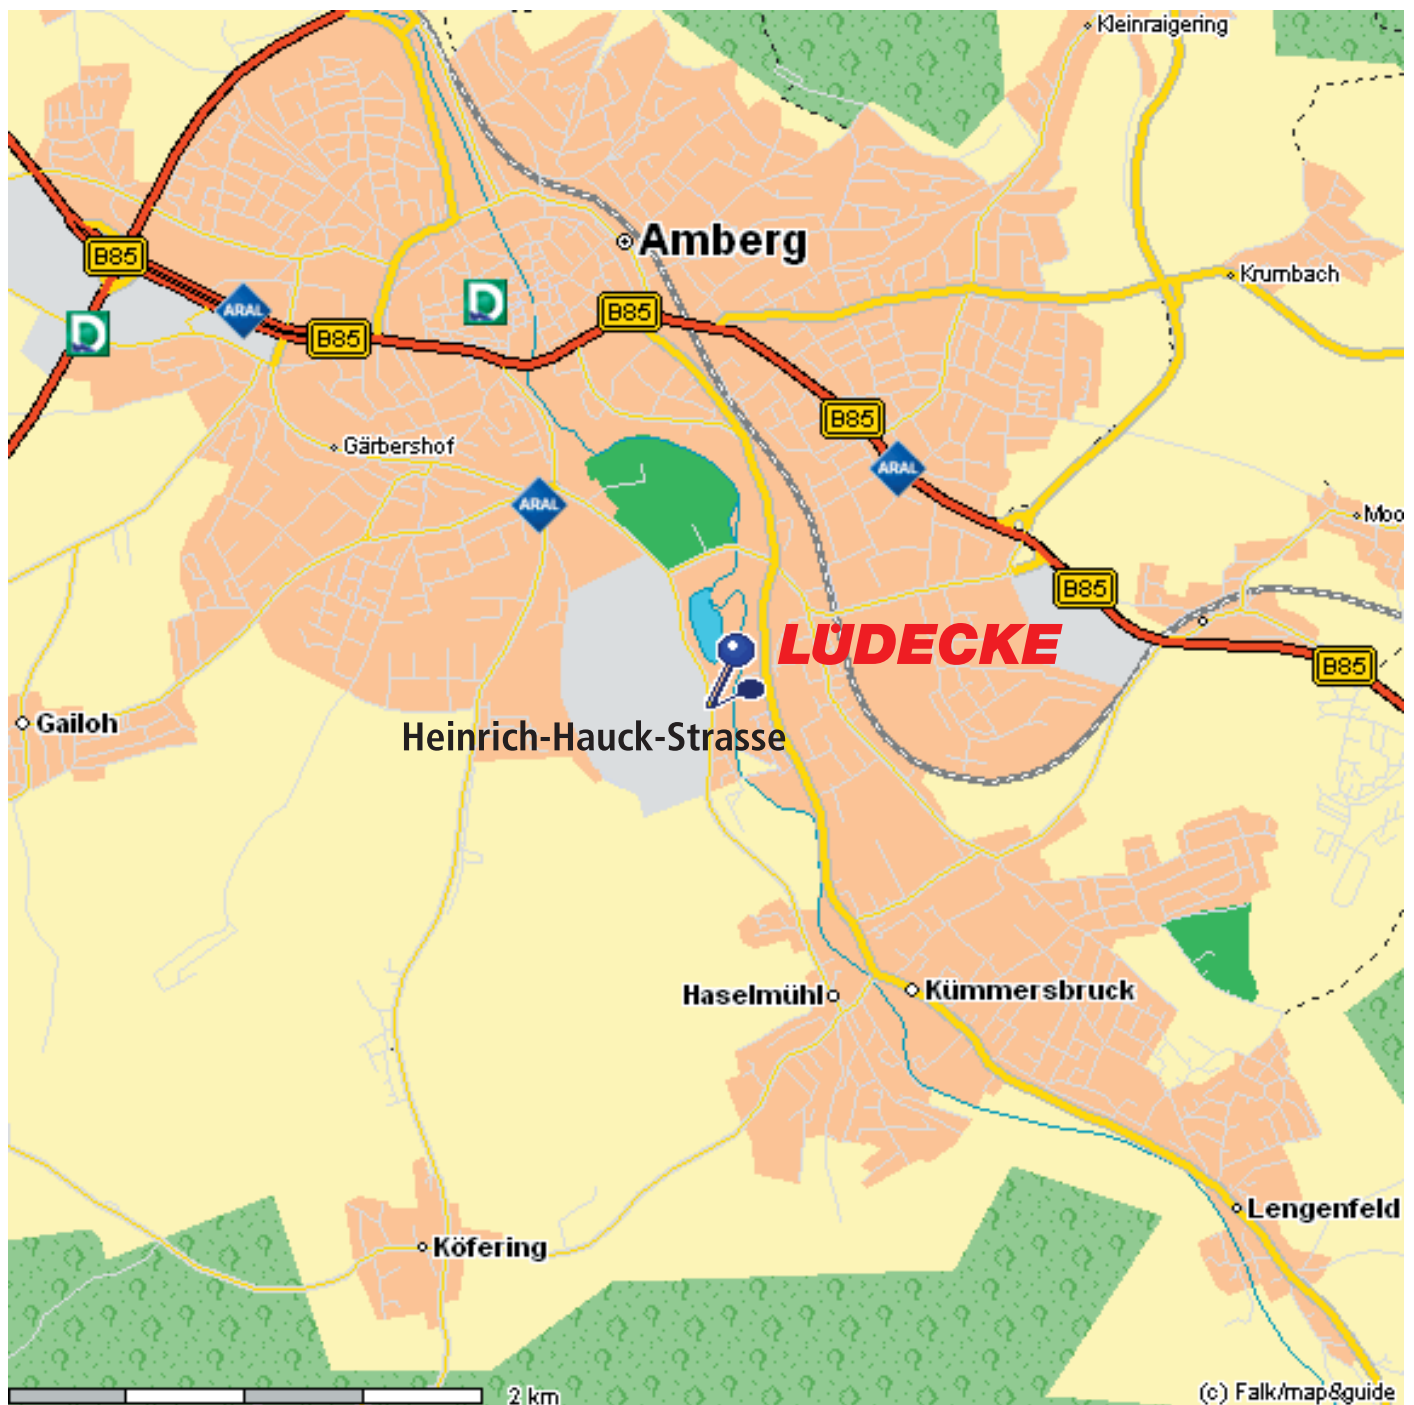 Kleinraigering
Amberg
B85
Krumbach
ARAL
D
B85
D
B85
B85
Gärbershof
ARAL
ARAL
Moo
B85
LÜDECKE
B85
Gailoh
Heinrich-Hauck-Strasse
Haselmühl
Kümmersbruck
Lengenfeld
Köfering
2 km
(c) Falk/map&guide